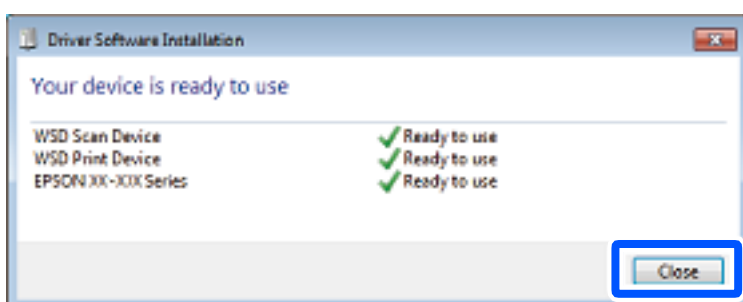 Driver Software Installation
Your device is ready to use
WSD Scan Device Ready to use
WSD Print Device Ready to use
EPSON XX-XXX Series Ready to use
Close